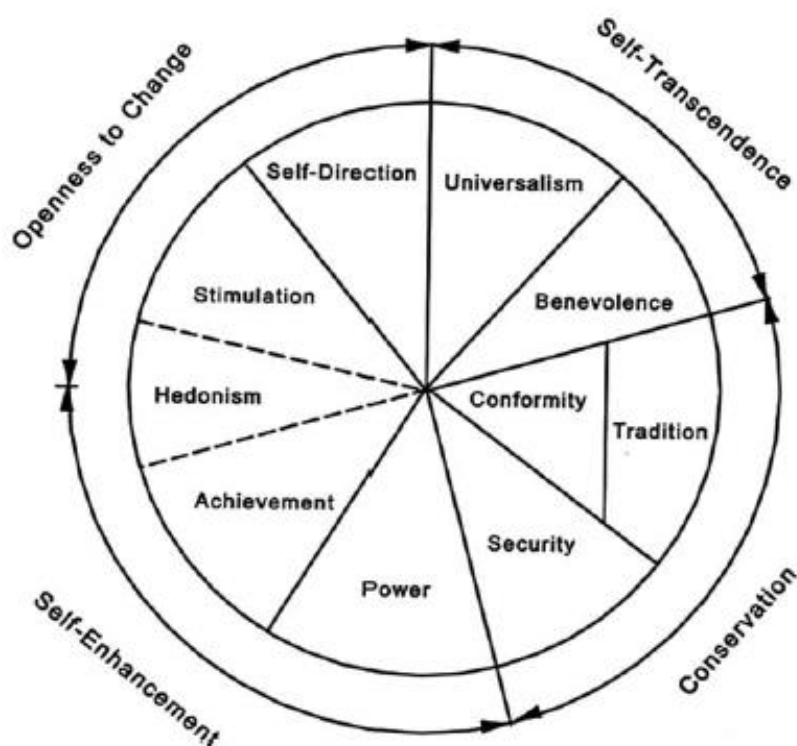 Openness to Change
Self-Transcendence
Self-Direction
Universalism
Stimulation
Benevolence
Hedonism
Conformity
Tradition
Achievement
Security
Power
Self-Enhancement
Conservation